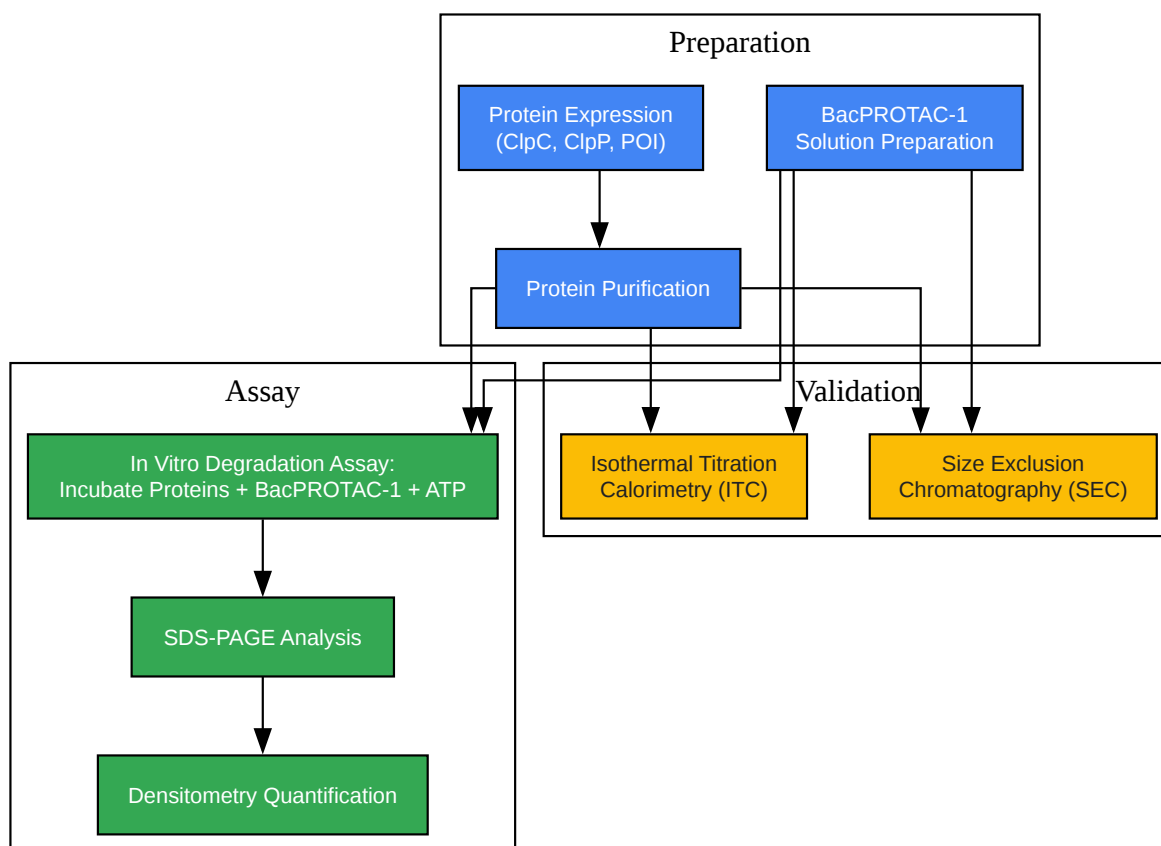 Preparation
Protein Expression
(ClpC, ClpP, POI)
BacPROTAC-1
Solution Preparation
Protein Purification
Assay
Validation
In Vitro Degradation Assay:
Incubate Proteins + BacPROTAC-1 + ATP
Isothermal Titration
Calorimetry (ITC)
Size Exclusion
Chromatography (SEC)
SDS-PAGE Analysis
Densitometry Quantification